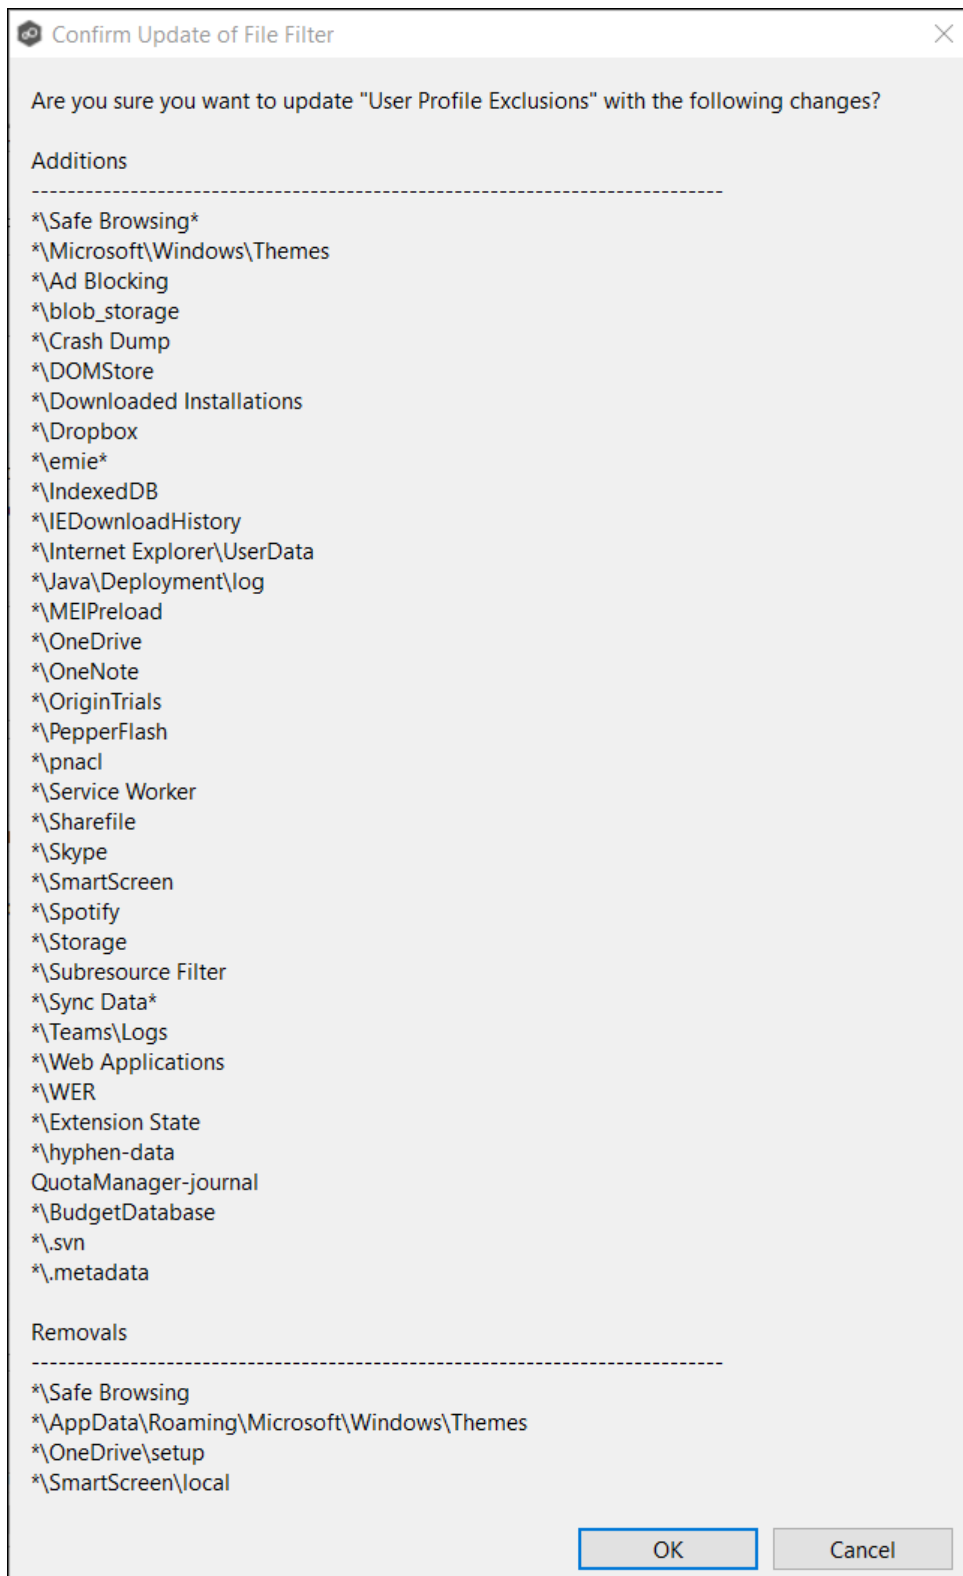 Confirm Update of File Filter
Are you sure you want to update "User Profile Exclusions" with the following changes?
Additions
-----------------------------------------------------------------------------
*\Safe Browsing*
*\Microsoft\Windows\Themes
*\Ad Blocking
*\blob_storage
*\Crash Dump
*\DOMStore
*\Downloaded Installations
*\Dropbox
*\emie*
*\IndexedDB
*\IEDownloadHistory
*\Internet Explorer\UserData
*\Java\Deployment\log
*\MEIPreload
*\OneDrive
*\OneNote
*\OriginTrials
*\PepperFlash
*\pnacl
*\Service Worker
*\Sharefile
*\Skype
*\SmartScreen
*\Spotify
*\Storage
*\Subresource Filter
*\Sync Data*
*\Teams\Logs
*\Web Applications
*\WER
*\Extension State
*\hyphen-data
QuotaManager-journal
*\BudgetDatabase
*\.svn
*\.metadata
Removals
-----------------------------------------------------------------------------
*\Safe Browsing
*\AppData\Roaming\Microsoft\Windows\Themes
*\OneDrive\setup
*\SmartScreen\local
OK Cancel